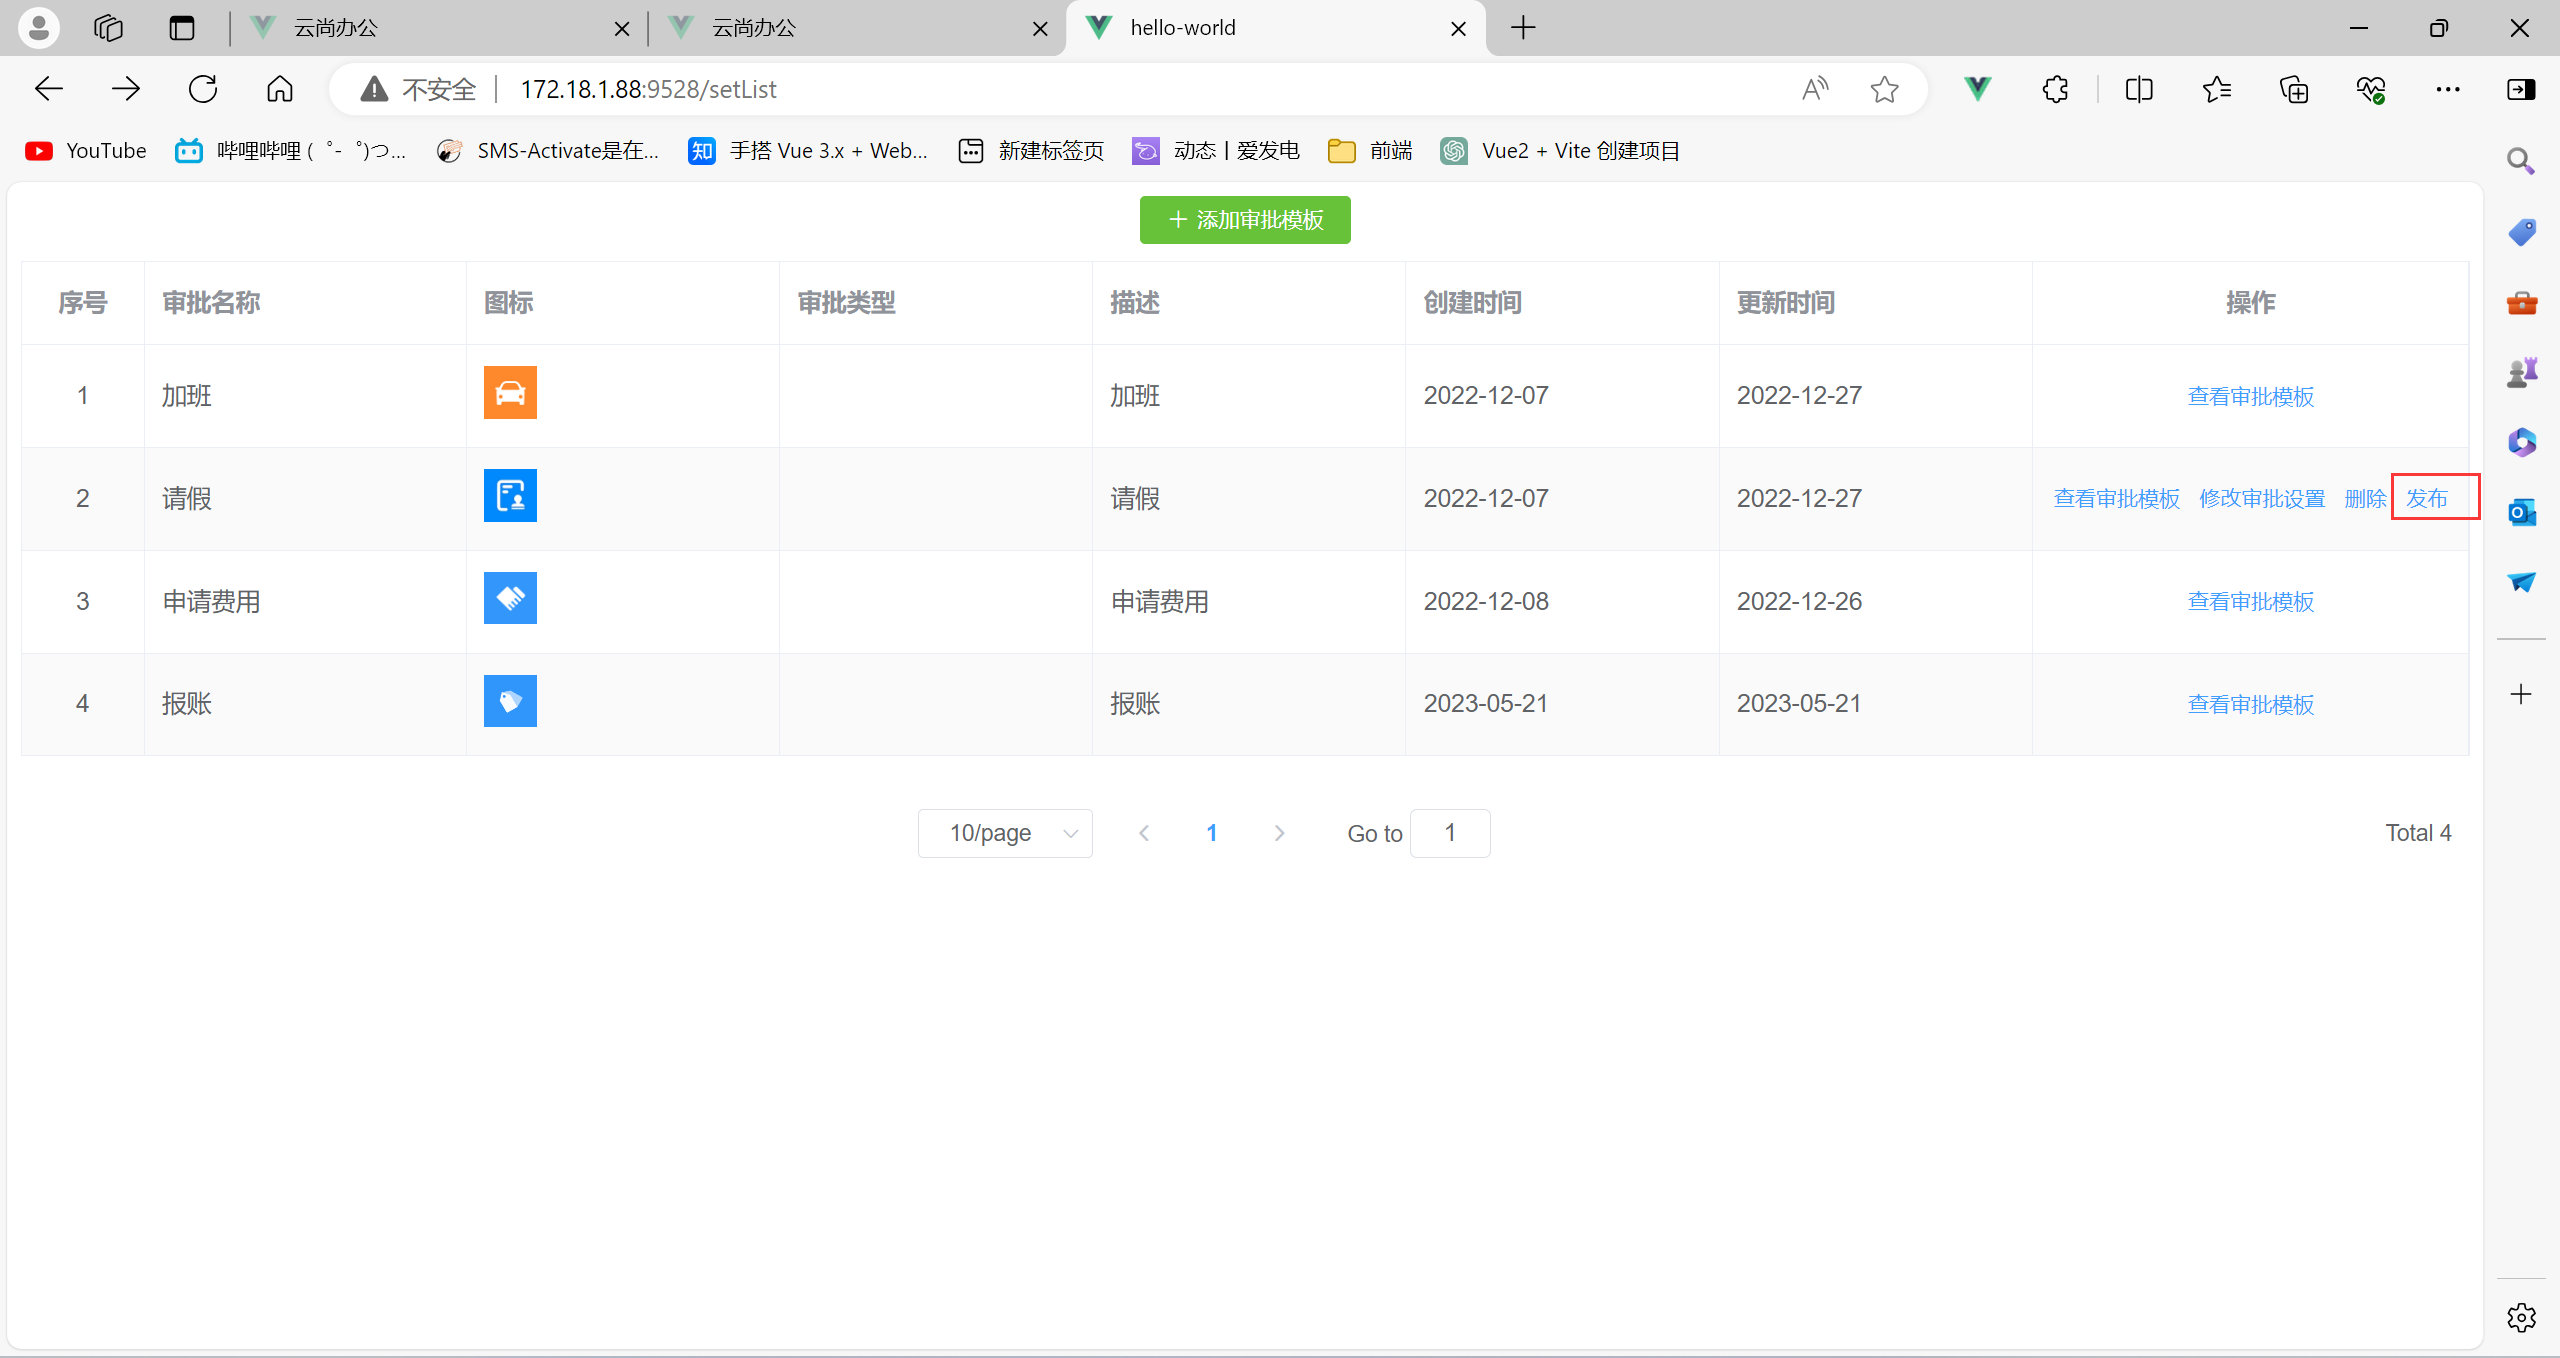 云尚办公
云尚办公
hello-world
不安全
172.18.1.88:9528/setList
YouTube
哔哩哔哩 (゜-゜)つ...
SMS-Activate是在...
知 手搭 Vue 3.x + Web...
新建标签页
动态丨爱发电
前端
Vue2 + Vite 创建项目
添加审批模板
序号 审批名称 图标 审批类型 描述 创建时间 更新时间 操作
1 加班 加班 2022-12-07 2022-12-27 查看审批模板
2 请假 请假 2022-12-07 2022-12-27 查看审批模板 修改审批设置 删除 发布
3 申请费用 申请费用 2022-12-08 2022-12-26 查看审批模板
4 报账 报账 2023-05-21 2023-05-21 查看审批模板
10/page 1 Go to 1 Total 4